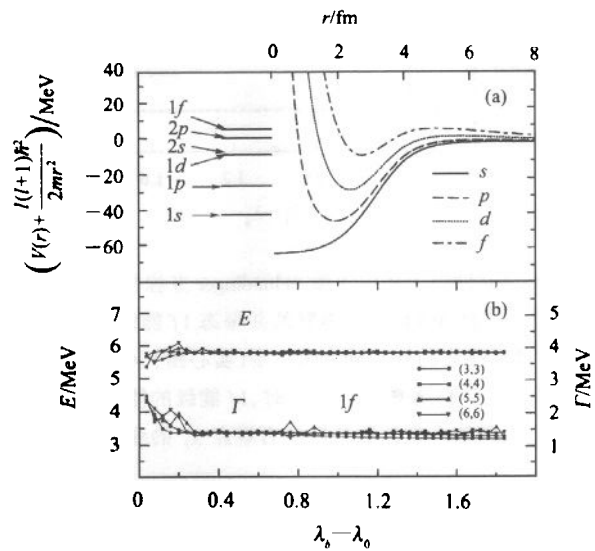 r/fm
0 2 4 6 8
(V(r)+ l(l+1)ℏ²/2mr²)/MeV
40
20
0
−20
−40
−60
1f
2p
2s
1d
1p
1s
(a)
s
p
d
f
(b)
E
Γ
1f
E/MeV
7
6
5
4
3
Γ/MeV
5
4
3
2
1
(3,3)
(4,4)
(5,5)
(6,6)
0 0.4 0.8 1.2 1.6
λb—λ0